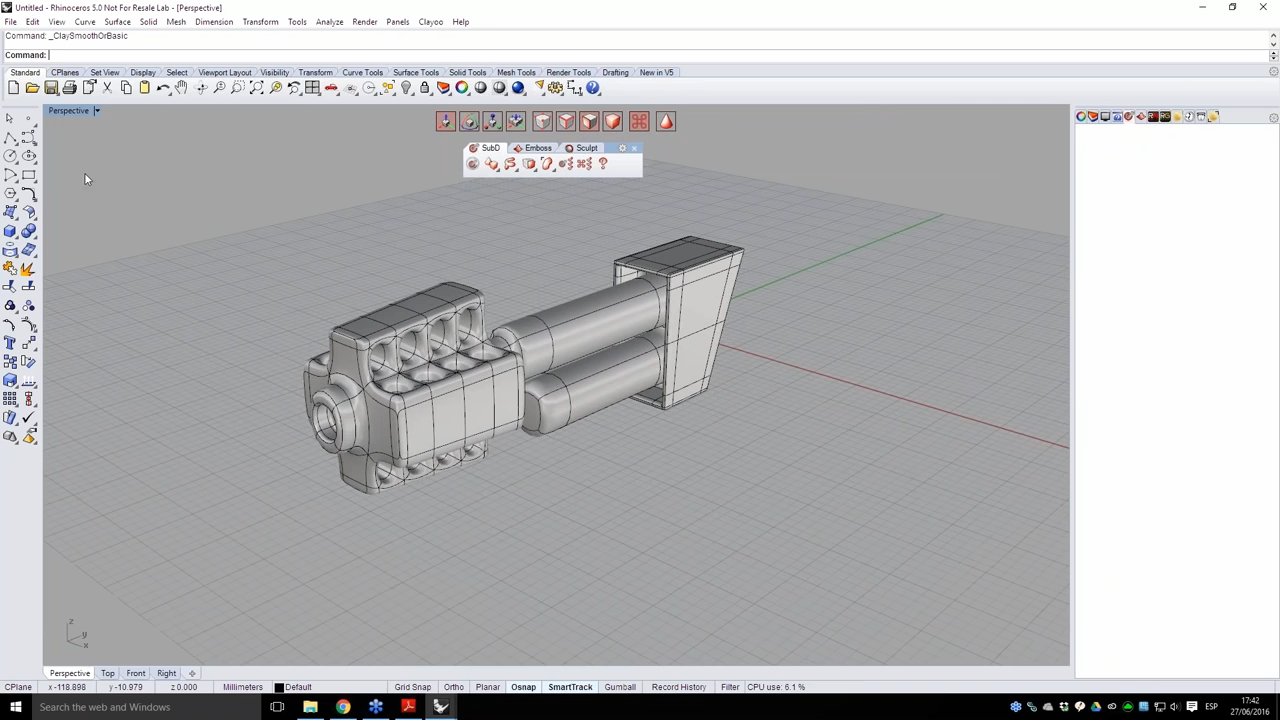 Untitled - Rhinoceros 5.0 Not For Resale Lab - [Perspective]
File Edit View Curve Surface Solid Mesh Dimension Transform Tools Analyze Render Panels Clayoo Help
Command: _ClaySmoothOrBasic
Command:
Standard CPlanes Set View Display Select Viewport Layout Visibility Transform Curve Tools Surface Tools Solid Tools Mesh Tools Render Tools Drafting New in V5
Perspective
SubD Emboss Sculpt
z
y
x
Perspective Top Front Right
CPlane x -118.898 y -10.979 z 0.000 Millimeters Default Grid Snap Ortho Planar Osnap SmartTrack Gumball Record History Filter CPU use: 6.1 %
Search the web and Windows
ESP
17:42
27/06/2016